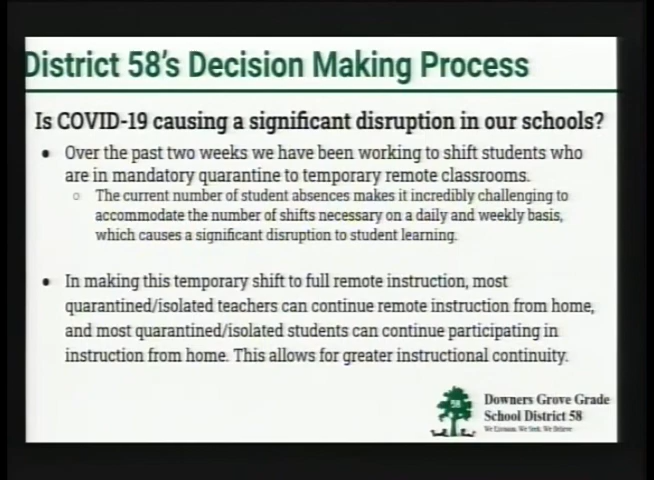 District 58's Decision Making Process
Is COVID-19 causing a significant disruption in our schools?
• Over the past two weeks we have been working to shift students who
are in mandatory quarantine to temporary remote classrooms.
○ The current number of student absences makes it incredibly challenging to
accommodate the number of shifts necessary on a daily and weekly basis,
which causes a significant disruption to student learning.
• In making this temporary shift to full remote instruction, most
quarantined/isolated teachers can continue remote instruction from home,
and most quarantined/isolated students can continue participating in
instruction from home. This allows for greater instructional continuity.
58
Downers Grove Grade
School District 58
We